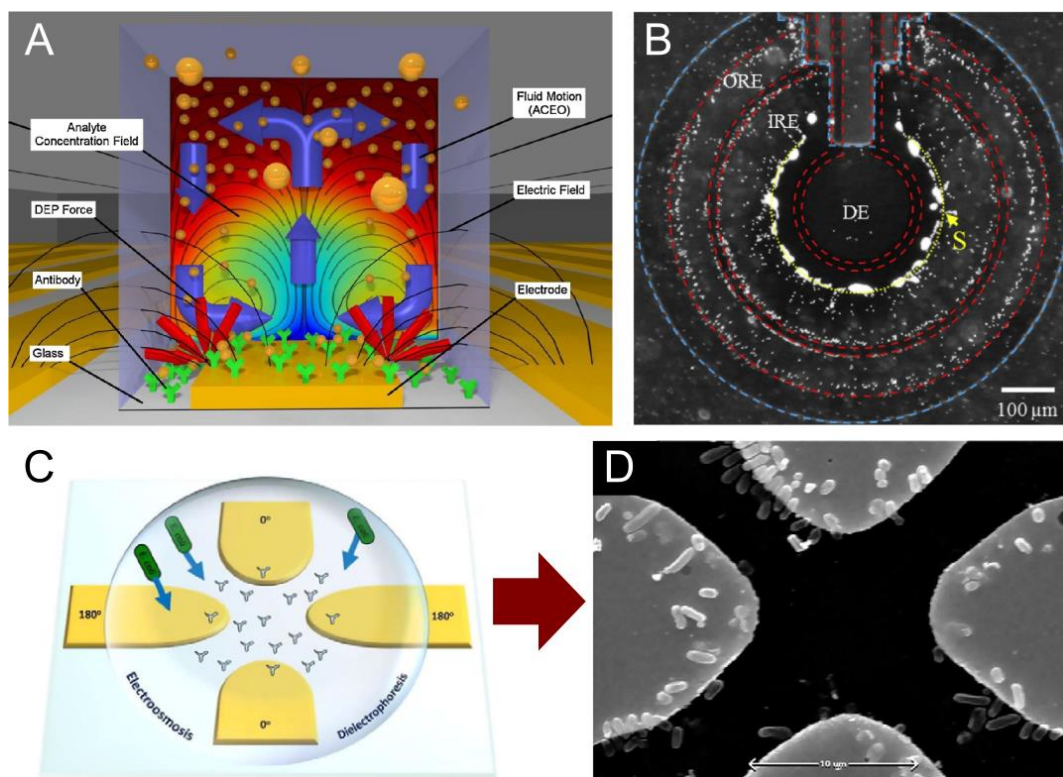 A
Fluid Motion
(ACEO)
Analyte
Concentration Field
Electric Field
DEP Force
Antibody
Electrode
Glass
B
ORE
IRE
DE
S
100 µm
C
0°
180°
180°
0°
Electroosmosis
Dielectrophoresis
D
10 µm